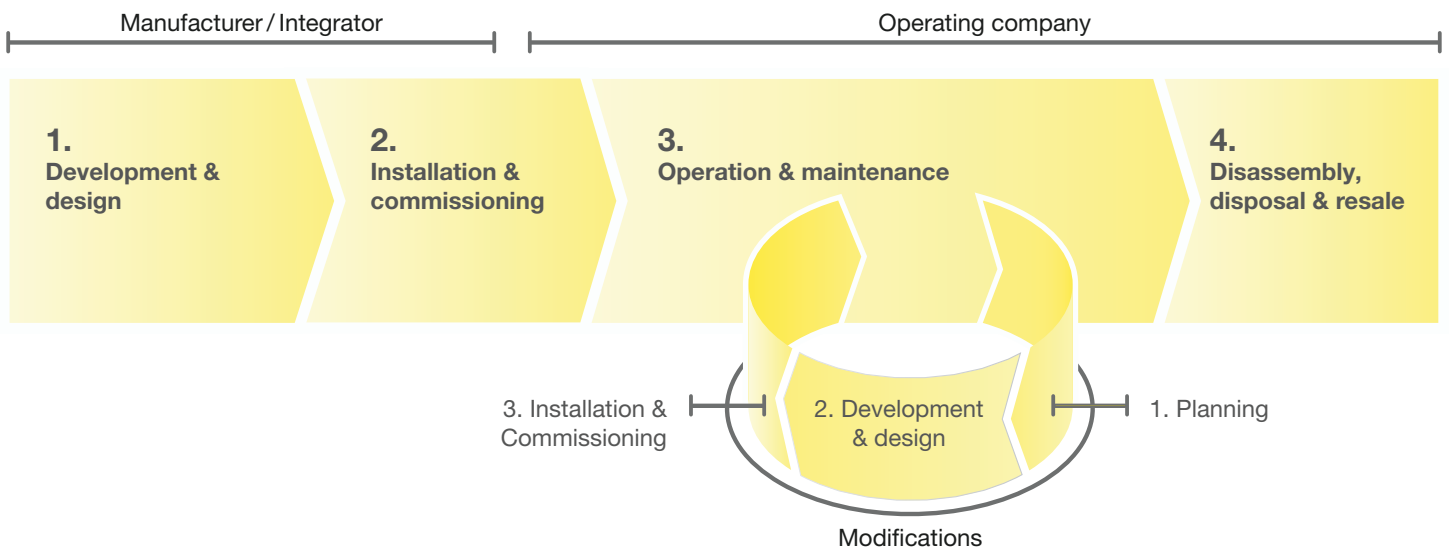 Manufacturer / Integrator
Operating company
1.
Development &
design
2.
Installation &
commissioning
3.
Operation & maintenance
4.
Disassembly,
disposal & resale
3. Installation &
Commissioning
2. Development
& design
1. Planning
Modifications